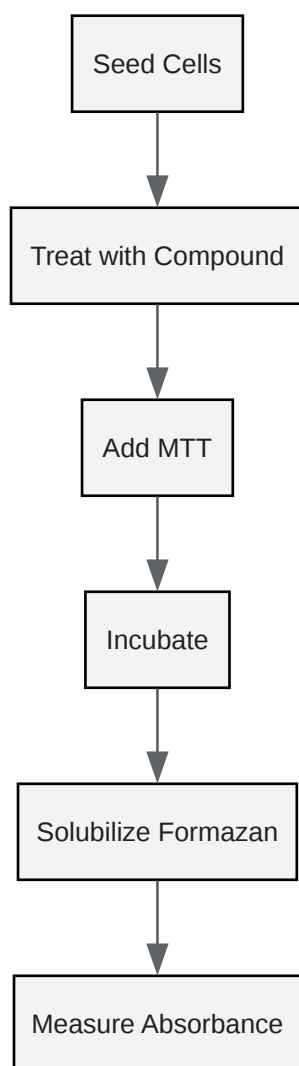 Seed Cells
Treat with Compound
Add MTT
Incubate
Solubilize Formazan
Measure Absorbance